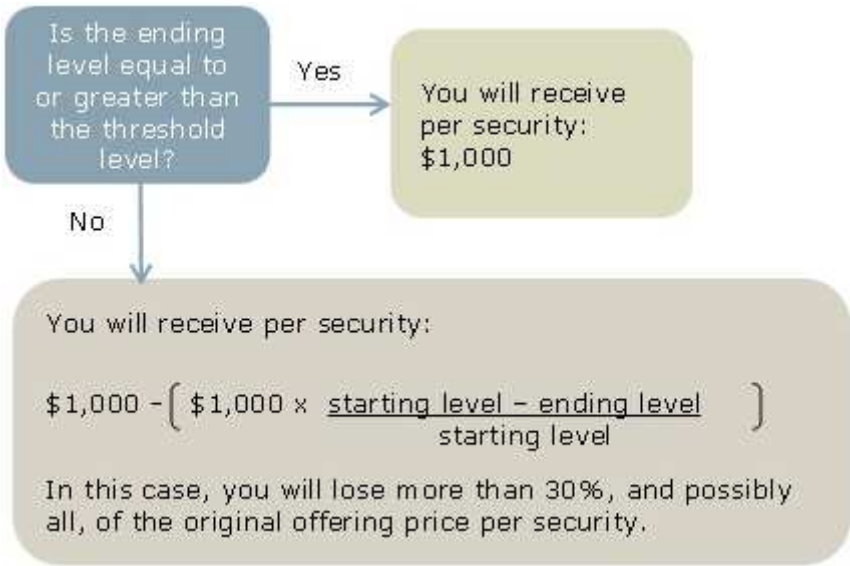 Is the ending
level equal to
or greater than
the threshold
level?
Yes
You will receive
per security:
$1,000
No
You will receive per security:
$1,000 - ( $1,000 x starting level – ending level )
starting level
In this case, you will lose more than 30%, and possibly
all, of the original offering price per security.